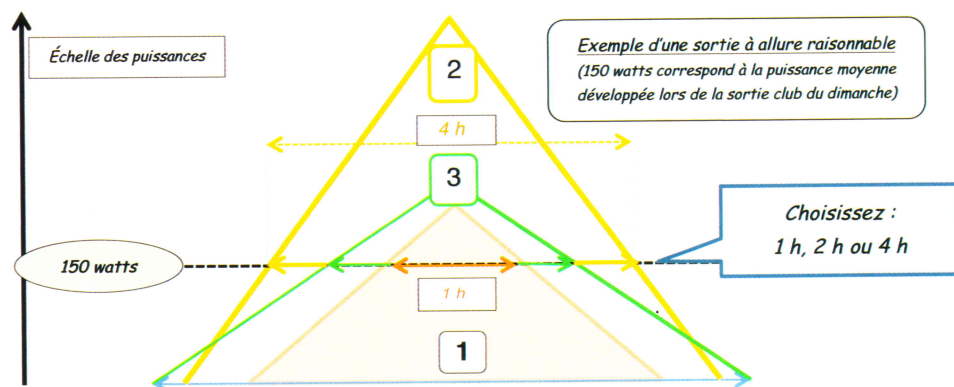 Échelle des puissances
2
Exemple d'une sortie à allure raisonnable
(150 watts correspond à la puissance moyenne
développée lors de la sortie club du dimanche)
4 h
3
Choisissez :
1 h, 2 h ou 4 h
150 watts
1 h
1